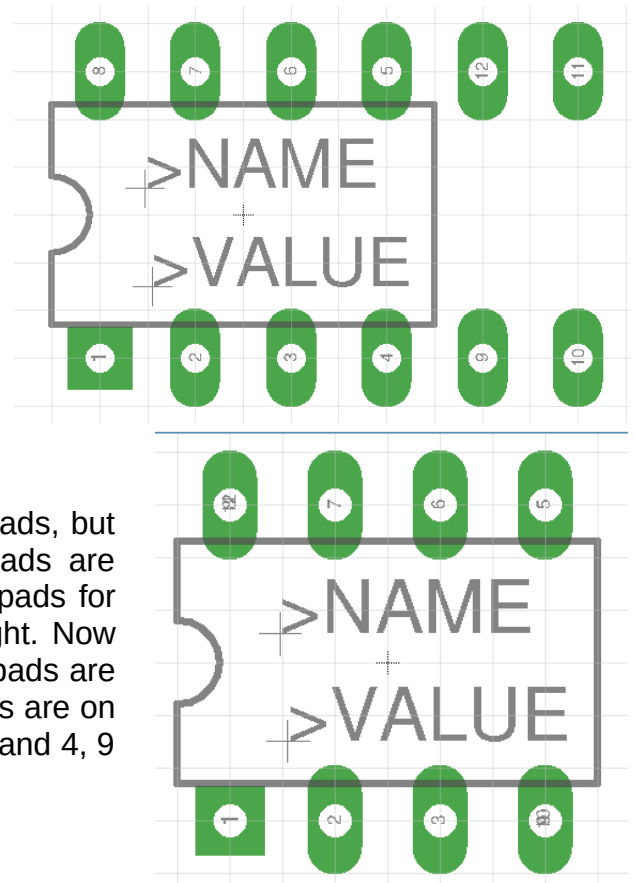 8 7 6 5 12 11
>NAME
>VALUE
1 2 3 4 9 10
7 6 5
ads, but
ads are
pads for
ght. Now
pads are
s are on
and 4, 9
>NAME
>VALUE
1 2 3